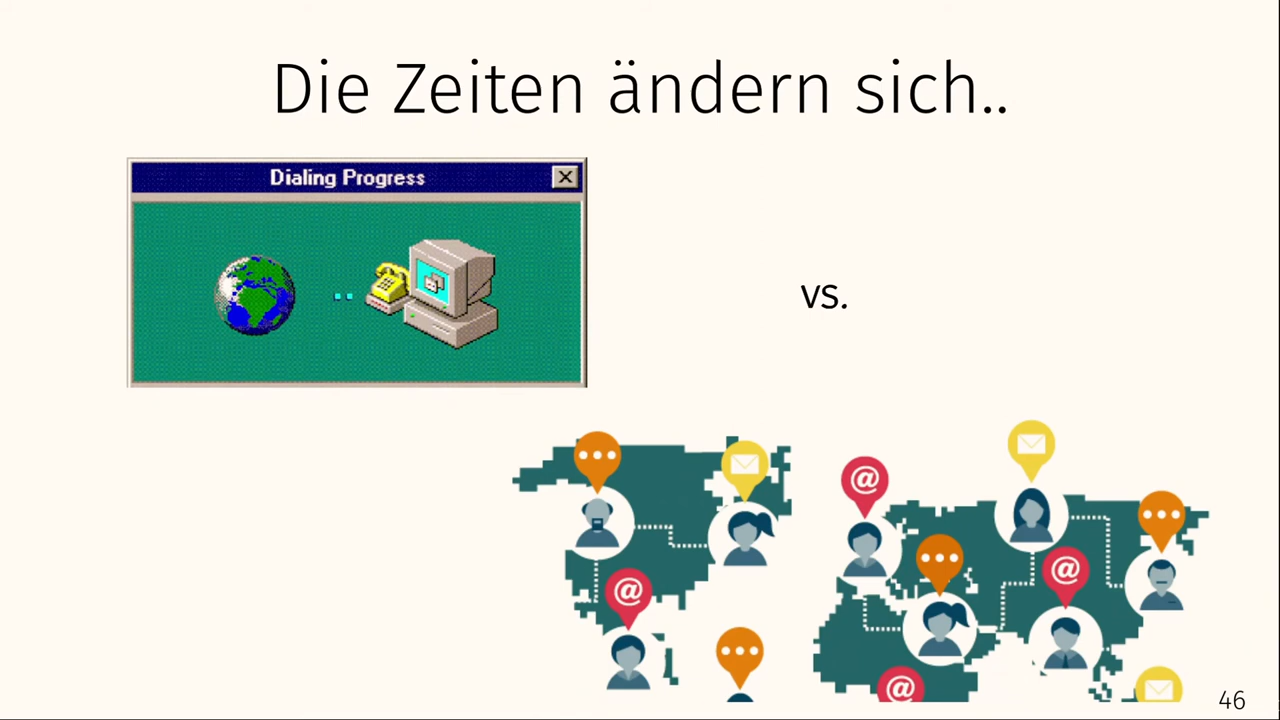 Die Zeiten ändern sich..
Dialing Progress
vs.
@
@
@
@
46